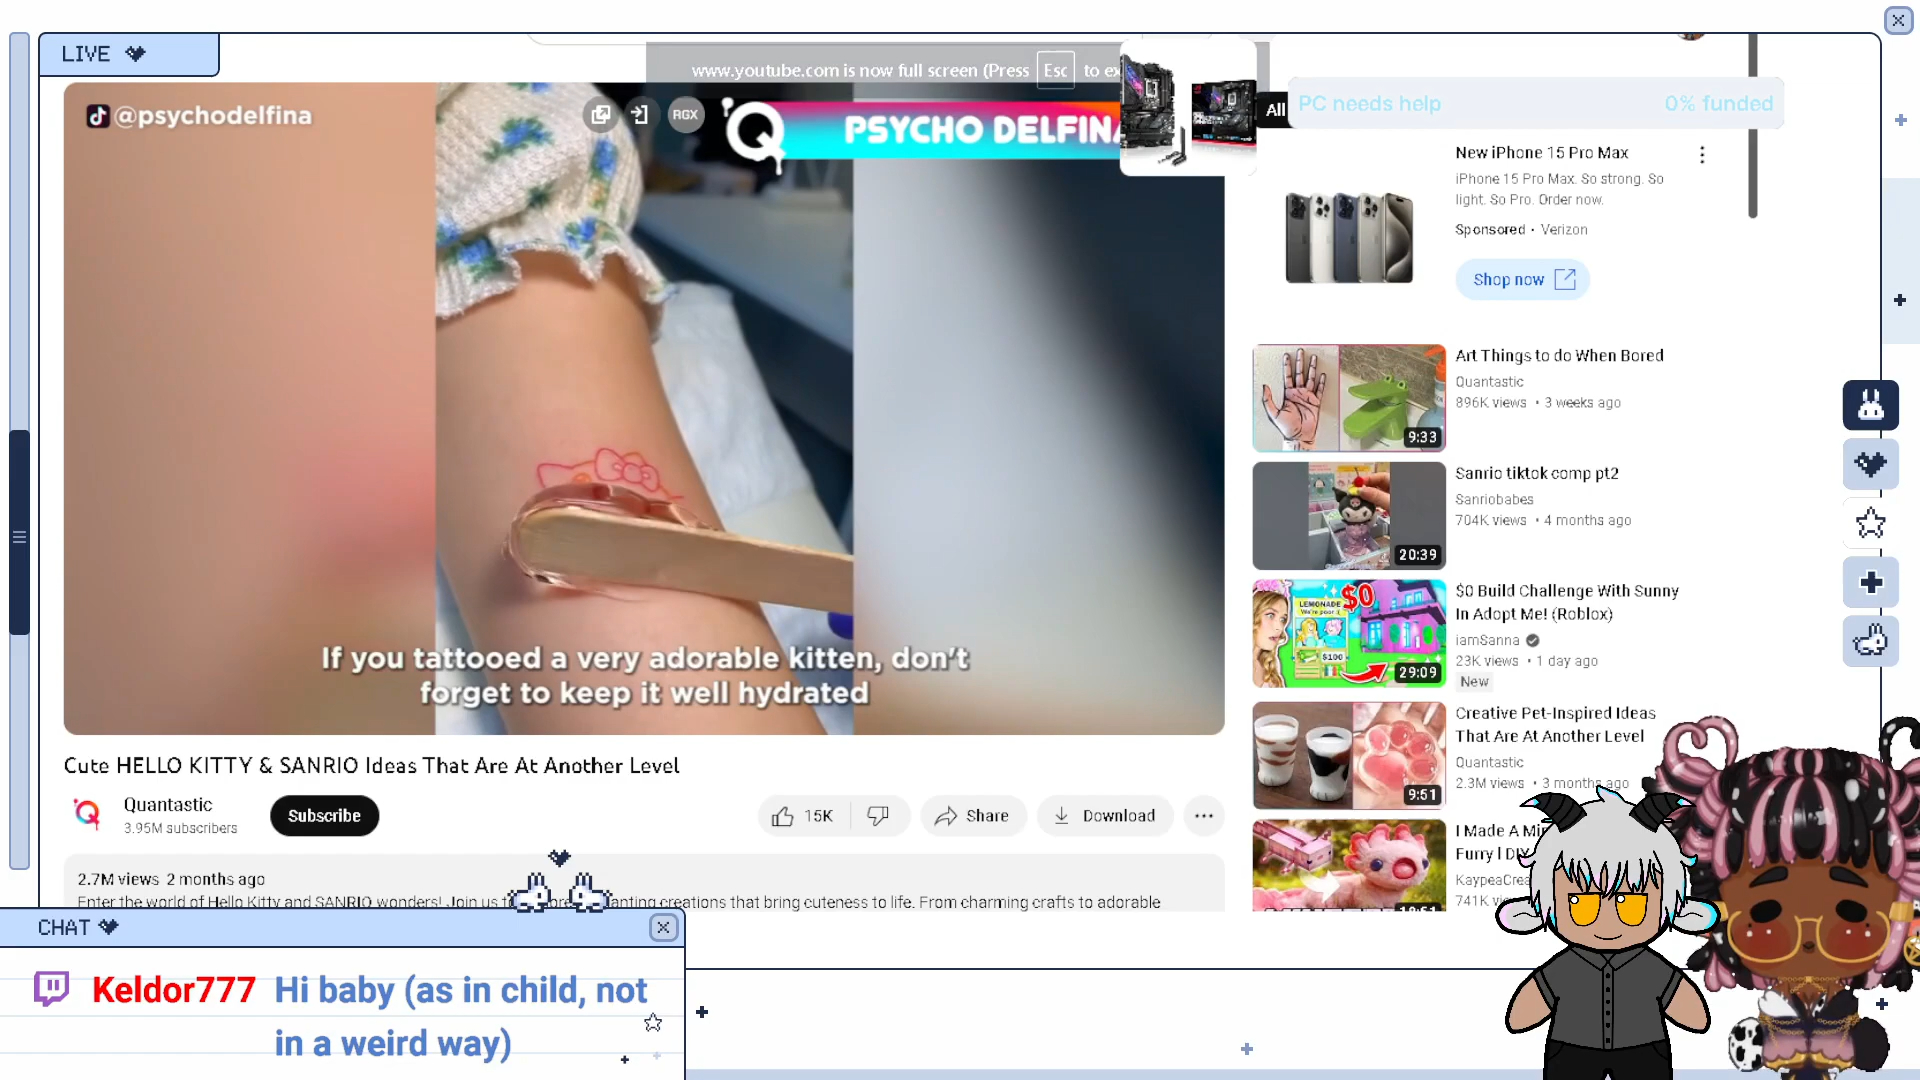 LIVE
www.youtube.com is now full screen (Press Esc to ex
@psychodelfina
RGX
PSYCHO DELFINA
All
PC needs help 0% funded
If you tattooed a very adorable kitten, don't
forget to keep it well hydrated
New iPhone 15 Pro Max
iPhone 15 Pro Max. So strong. So
light. So Pro. Order now.
Sponsored • Verizon
Shop now
Art Things to do When Bored
Quantastic
896K views • 3 weeks ago
9:33
Sanrio tiktok comp pt2
Sanriobabes
704K views • 4 months ago
20:39
$0 Build Challenge With Sunny
In Adopt Me! (Roblox)
iamSanna
23K views • 1 day ago
New
LEMONADE
$0
$100
29:09
Creative Pet-Inspired Ideas
That Are At Another Level
Quantastic
2.3M views • 3 months ago
9:51
I Made A Mi
Furry | DI
KaypeaCrea
741K vi
Cute HELLO KITTY & SANRIO Ideas That Are At Another Level
Quantastic
3.95M subscribers
Subscribe
15K
Share
Download
2.7M views 2 months ago
Enter the world of Hello Kitty and SANRIO wonders! Join us anting creations that bring cuteness to life. From charming crafts to adorable
CHAT
Keldor777 Hi baby (as in child, not
in a weird way)